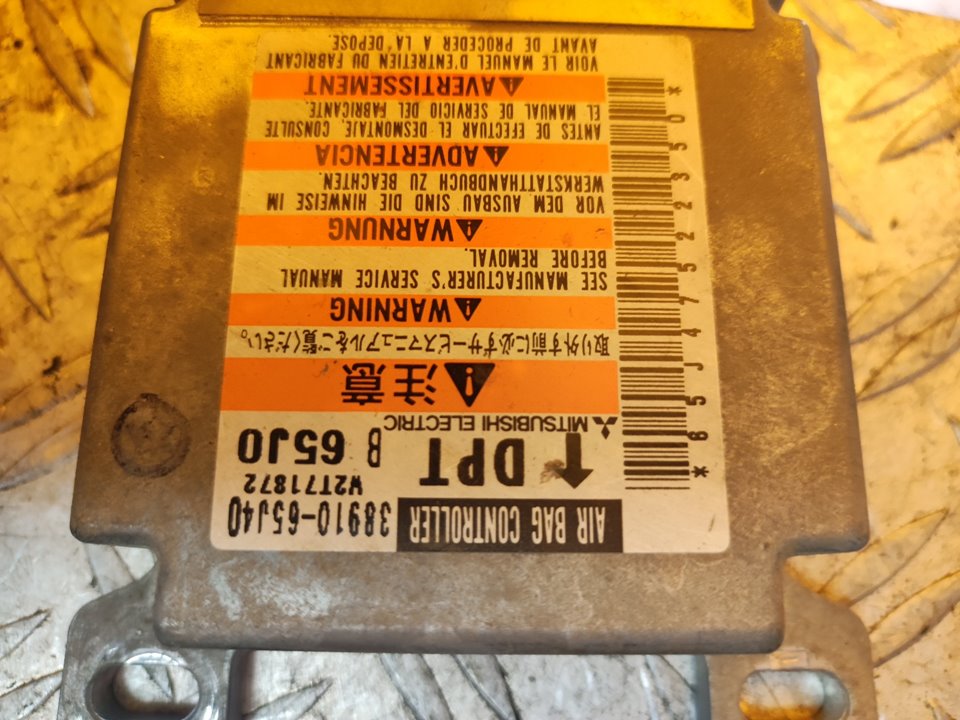 AIR BAG CONTROLLER 38910-65J40
W2T71872
↑DPT B 65J0
MITSUBISHI ELECTRIC
注意
取り外す前に必ずサービスマニュアルをご覧ください。
WARNING
SEE MANUFACTURER'S SERVICE MANUAL
BEFORE REMOVAL.
WARNUNG
VOR DEM AUSBAU SIND DIE HINWEISE IM
WERKSTATTHANDBUCH ZU BEACHTEN.
ADVERTENCIA
ANTES DE EFECTUAR EL DESMONTAJE, CONSULTE
EL MANUAL DE SERVICIO DEL FABRICANTE.
AVERTISSEMENT
VOIR LE MANUEL D'ENTRETIEN DU FABRICANT
AVANT DE PROCEDER A LA DEPOSE.
*65J47522350*